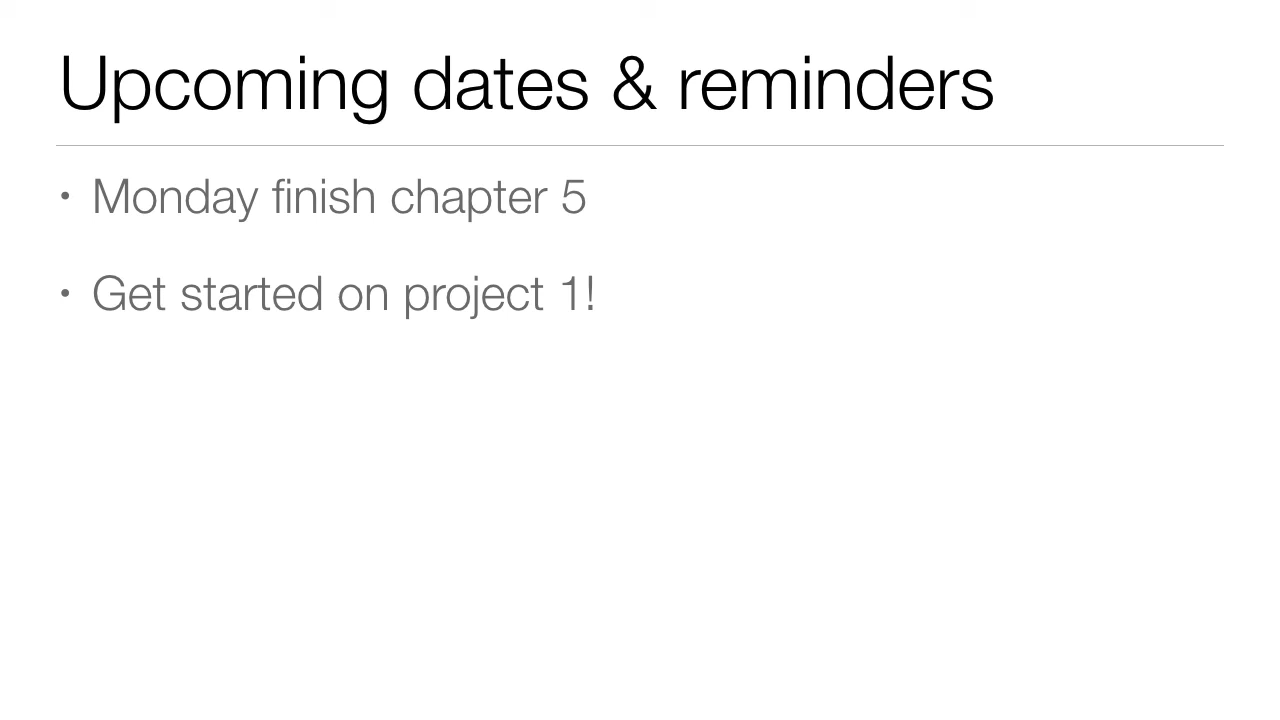 Upcoming dates & reminders
• Monday finish chapter 5
• Get started on project 1!